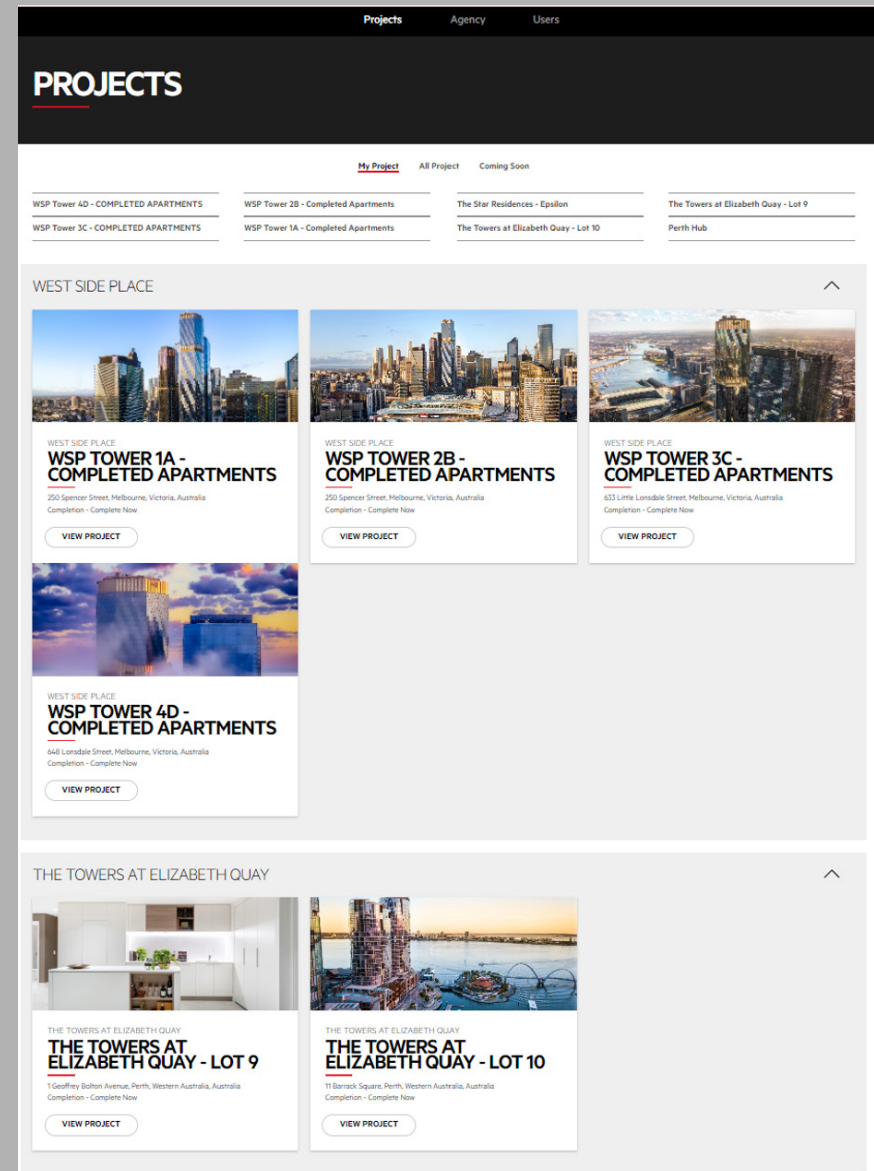 Projects Agency Users
PROJECTS
My Project All Project Coming Soon
WSP Tower 4D - COMPLETED APARTMENTS WSP Tower 2B - Completed Apartments The Star Residences - Epsilon The Towers at Elizabeth Quay - Lot 9
WSP Tower 3C - COMPLETED APARTMENTS WSP Tower 1A - Completed Apartments The Towers at Elizabeth Quay - Lot 10 Perth Hub
WEST SIDE PLACE
WEST SIDE PLACE
WSP TOWER 1A -
COMPLETED APARTMENTS
250 Spencer Street, Melbourne, Victoria, Australia
Completion - Complete Now
VIEW PROJECT
WEST SIDE PLACE
WSP TOWER 2B -
COMPLETED APARTMENTS
250 Spencer Street, Melbourne, Victoria, Australia
Completion - Complete Now
VIEW PROJECT
WEST SIDE PLACE
WSP TOWER 3C -
COMPLETED APARTMENTS
633 Little Lonsdale Street, Melbourne, Victoria, Australia
Completion - Complete Now
VIEW PROJECT
WEST SIDE PLACE
WSP TOWER 4D -
COMPLETED APARTMENTS
648 Lonsdale Street, Melbourne, Victoria, Australia
Completion - Complete Now
VIEW PROJECT
THE TOWERS AT ELIZABETH QUAY
THE TOWERS AT ELIZABETH QUAY
THE TOWERS AT
ELIZABETH QUAY - LOT 9
1 Geoffrey Bolton Avenue, Perth, Western Australia, Australia
Completion - Complete Now
VIEW PROJECT
THE TOWERS AT ELIZABETH QUAY
THE TOWERS AT
ELIZABETH QUAY - LOT 10
11 Barrack Square, Perth, Western Australia, Australia
Completion - Complete Now
VIEW PROJECT